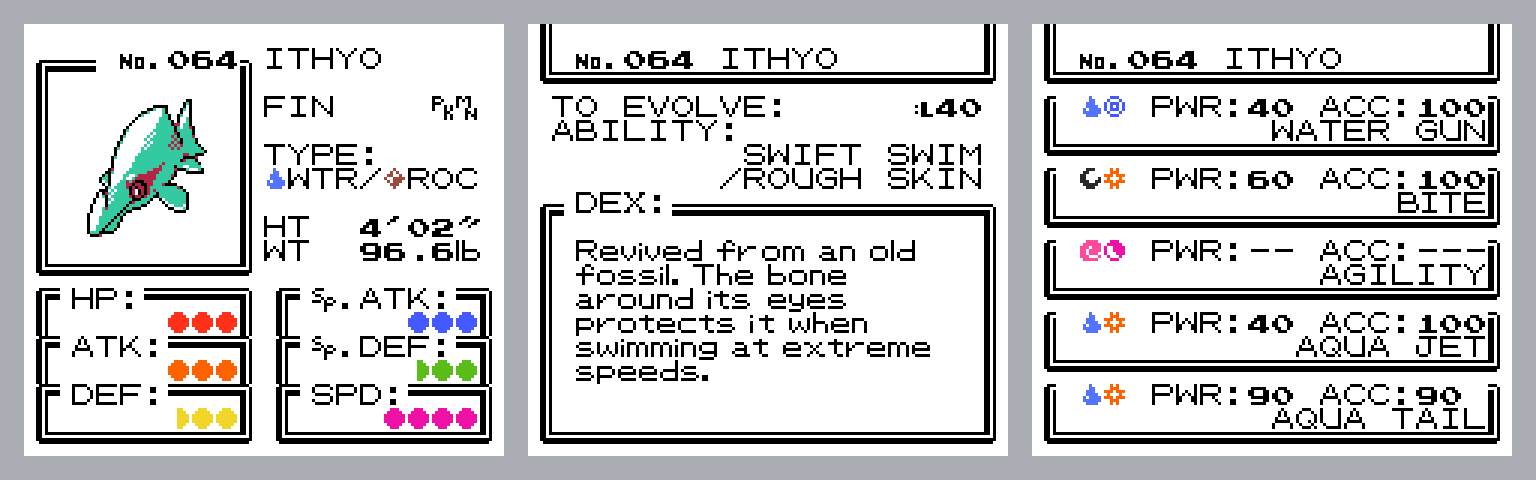 No.064 ITHYO
FIN PKMN
TYPE:
WTR/ROC
HT 4'02"
WT 96.6lb
HP:
ATK:
DEF:
Sp.ATK:
Sp.DEF:
SPD:
No.064 ITHYO
TO EVOLVE: :L40
ABILITY:
SWIFT SWIM
/ROUGH SKIN
DEX:
Revived from an old
fossil. The bone
around its eyes
protects it when
swimming at extreme
speeds.
No.064 ITHYO
PWR:40 ACC:100
WATER GUN
PWR:60 ACC:100
BITE
PWR:-- ACC:---
AGILITY
PWR:40 ACC:100
AQUA JET
PWR:90 ACC:90
AQUA TAIL